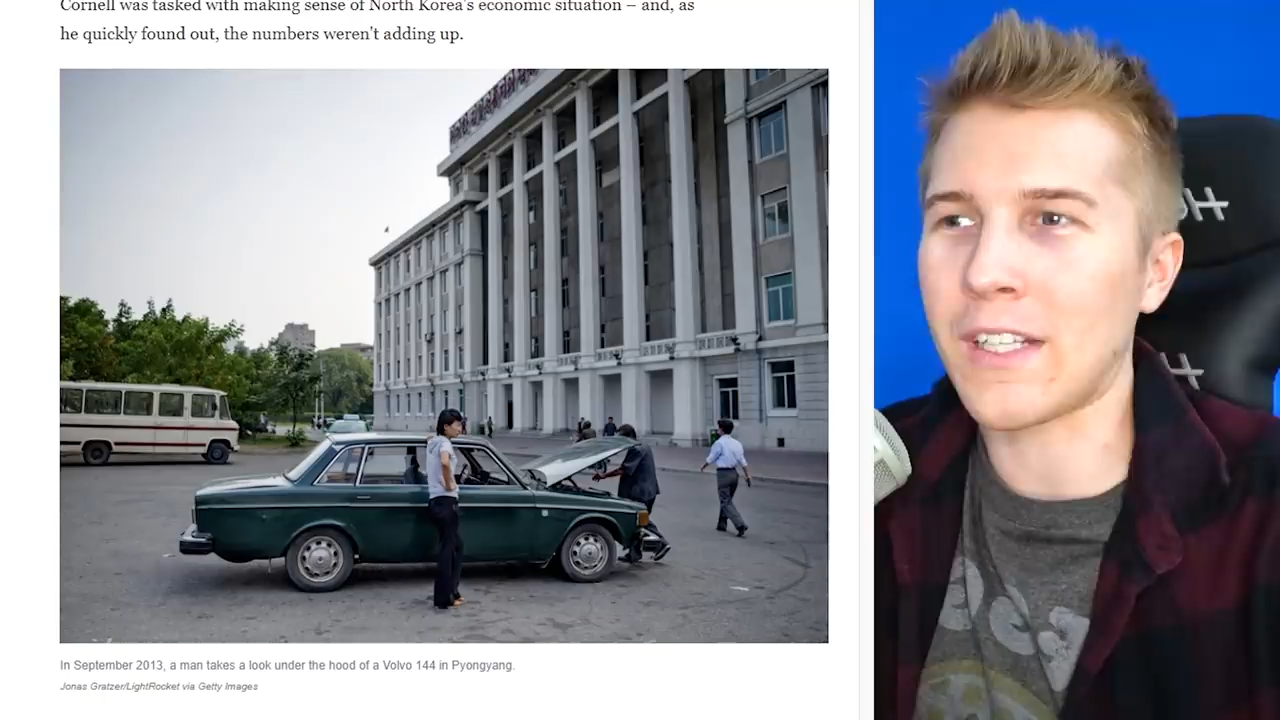 Cornell was tasked with making sense of North Korea's economic situation – and, as
he quickly found out, the numbers weren't adding up.
In September 2013, a man takes a look under the hood of a Volvo 144 in Pyongyang.
Jonas Gratzer/LightRocket via Getty Images